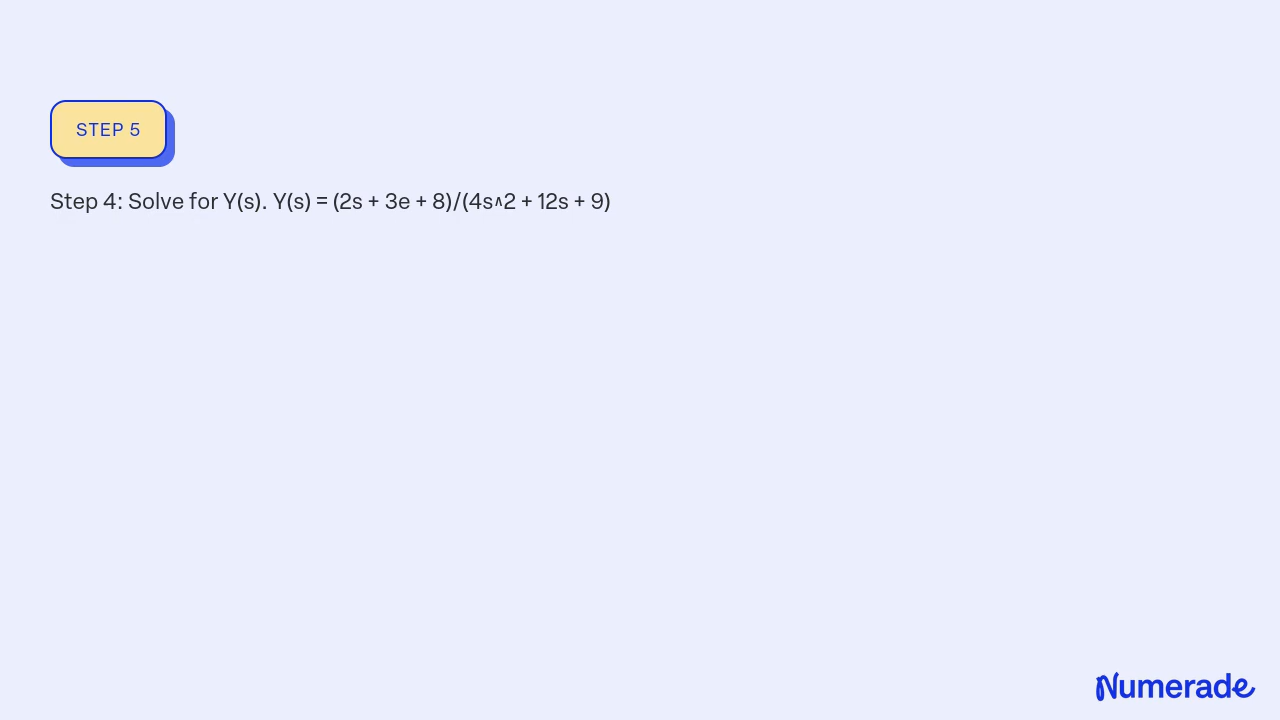 STEP 5
Step 4: Solve for Y(s). Y(s) = (2s + 3e + 8)/(4s^2 + 12s + 9)
Numerade